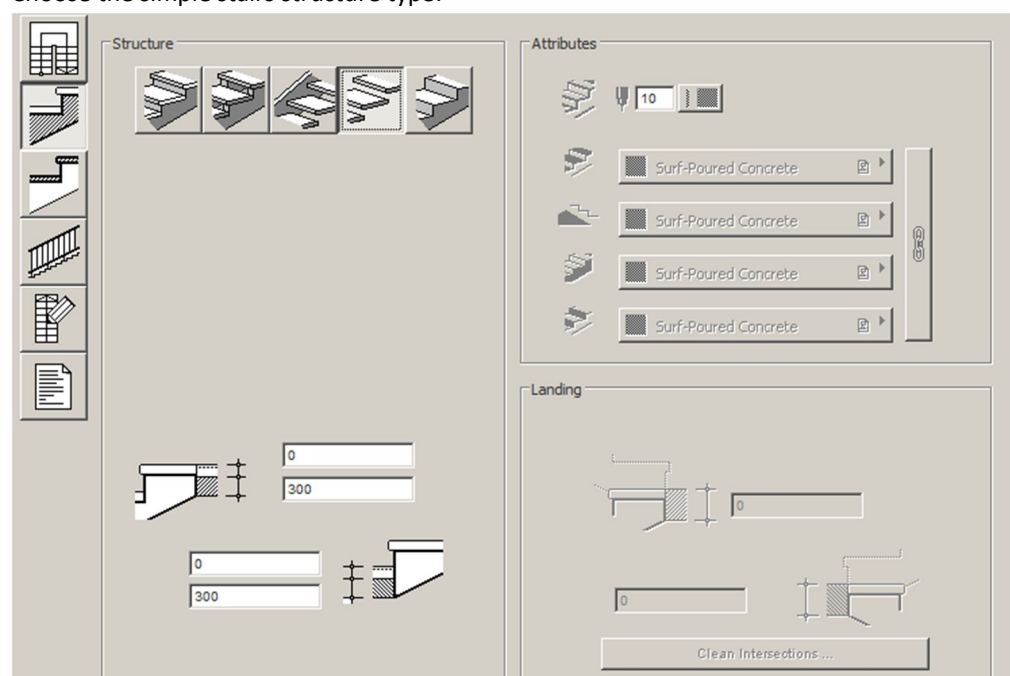 Choose the simple stairs structure type.
Structure
0
300
0
300
Attributes
10
Surf-Poured Concrete
Surf-Poured Concrete
Surf-Poured Concrete
Surf-Poured Concrete
Landing
0
0
Clean Intersections ...